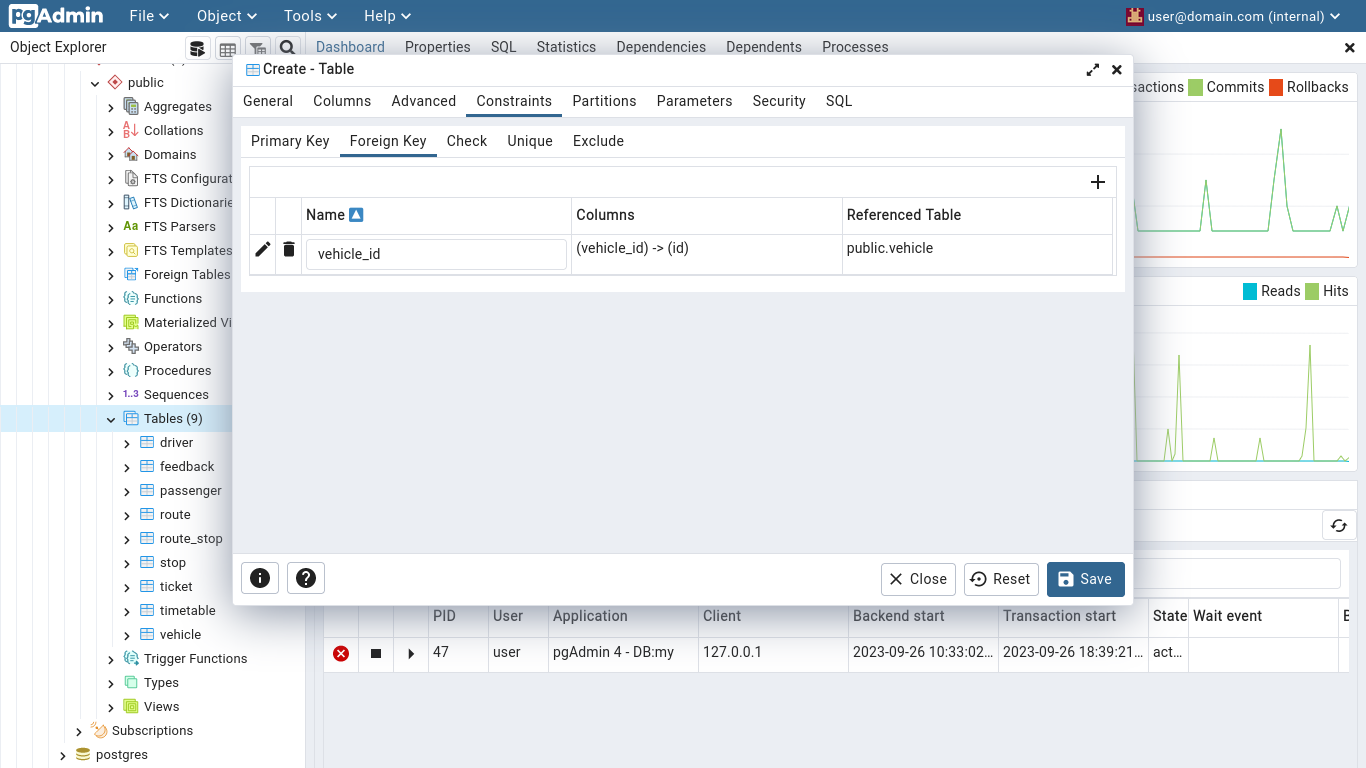 pgAdmin
File Object Tools Help
user@domain.com (internal)
Object Explorer
Dashboard Properties SQL Statistics Dependencies Dependents Processes
public
Aggregates
Collations
Domains
FTS Configurat
FTS Dictionarie
FTS Parsers
FTS Templates
Foreign Tables
Functions
Materialized Vi
Operators
Procedures
1..3 Sequences
Tables (9)
driver
feedback
passenger
route
route_stop
stop
ticket
timetable
vehicle
Trigger Functions
Types
Views
Subscriptions
postgres
Create - Table
General Columns Advanced Constraints Partitions Parameters Security SQL
Primary Key Foreign Key Check Unique Exclude
Name Columns Referenced Table
vehicle_id (vehicle_id) -> (id) public.vehicle
Close Reset Save
sactions Commits Rollbacks
Reads Hits
PID User Application Client Backend start Transaction start State Wait event
47 user pgAdmin 4 - DB:my 127.0.0.1 2023-09-26 10:33:02... 2023-09-26 18:39:21... act...